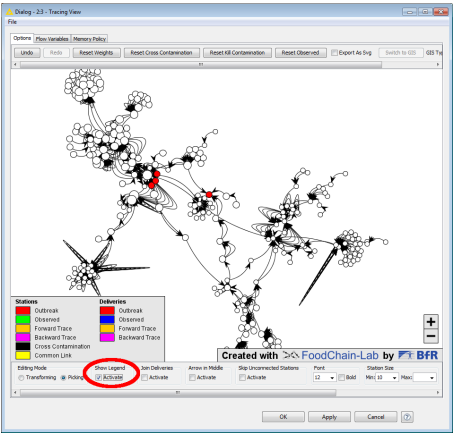 Dialog - 2:3 - Tracing View
File
Options Flow Variables Memory Policy
Undo Redo Reset Weights Reset Cross Contamination Reset Kill Contamination Reset Observed Export As Svg Switch to GIS GIS Ty
Stations Deliveries
Outbreak Outbreak
Observed Observed
Forward Trace Forward Trace
Backward Trace Backward Trace
Cross Contamination
Common Link
Created with FoodChain-Lab by BfR
Editing Mode Show Legend Join Deliveries Arrow in Middle Skip Unconnected Stations Font Station Size
Transforming Picking Activate Activate Activate Activate 12 Bold Min: 10 Max:
OK Apply Cancel ?